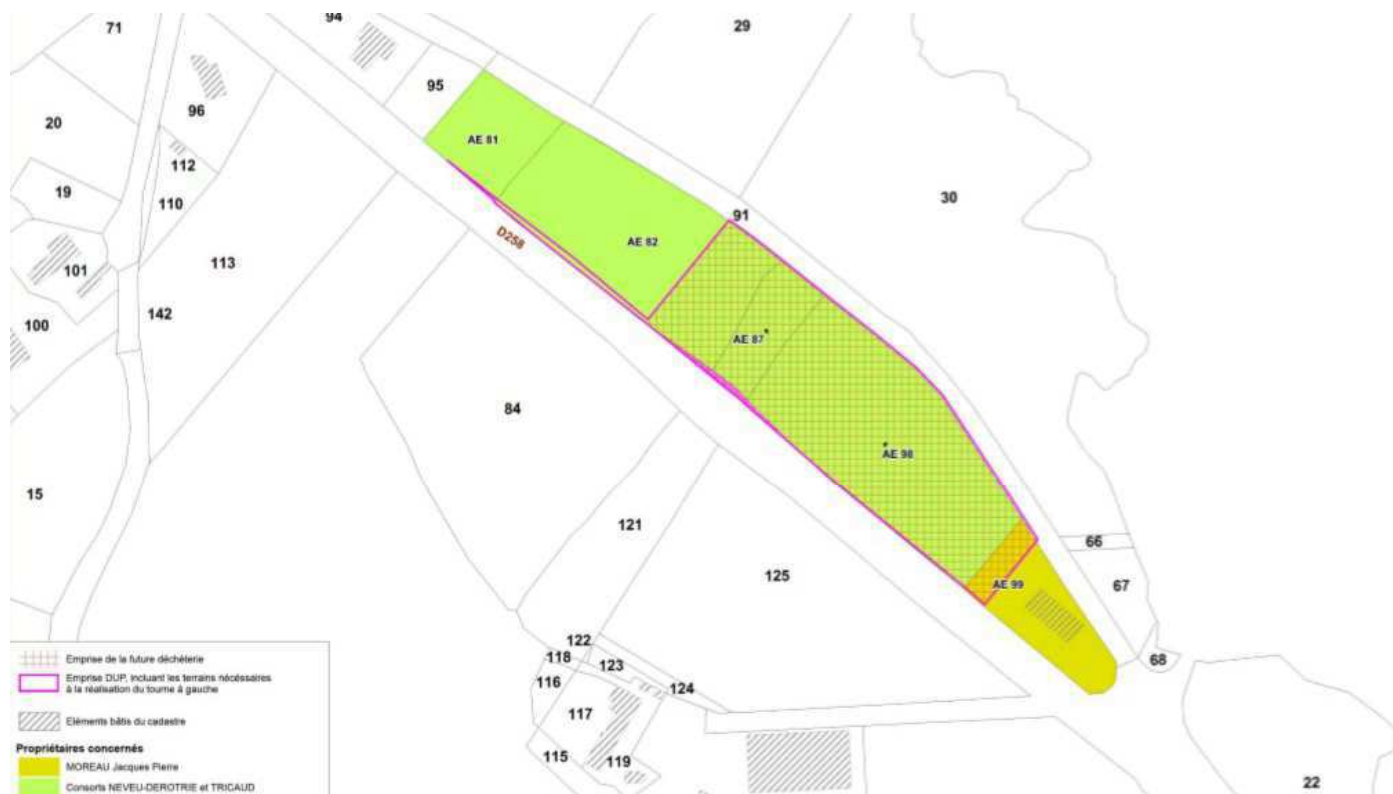 94
71
29
95
96
20
AE 81
112
19
30
110
91
D258
AE 82
101
113
142
100
AE 87
84
AE 98
15
121
66
125
AE 99
67
122
118
123
68
116
124
117
115
119
22
Emprise de la future déchèterie
Emprise DUP, incluant les terrains nécéssaires
à la réalisation du tourne à gauche
Eléments bâtis du cadastre
Propriétaires concernés
MOREAU Jacques Pierre
Consorts NEVEU-DEROTRIE et TRICAUD